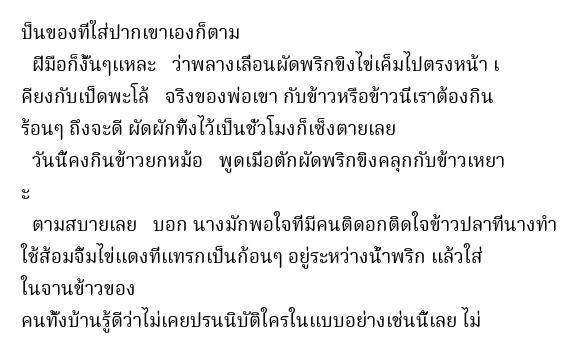 ป็นของที่ใส่ปากเขาเองก็ตาม
ฝีมือก็งั้นๆแหละ ว่าพลางเลื่อนผัดพริกขิงไข่เค็มไปตรงหน้า เ
คียงกับเป็ดพะโล้ จริงของพ่อเขา กับข้าวหรือข้าวนี่เราต้องกิน
ร้อนๆ ถึงจะดี ผัดผักทิ้งไว้เป็นชั่วโมงก็เซ็งตายเลย
วันนี้คงกินข้าวยกหม้อ พูดเมื่อตักผัดพริกขิงคลุกกับข้าวเหยา
ะ
ตามสบายเลย บอก นางมักพอใจที่มีคนติดอกติดใจข้าวปลาที่นางทำ
ใช้ส้อมจิ้มไข่แดงที่แทรกเป็นก้อนๆ อยู่ระหว่างน้ำพริก แล้วใส่
ในจานข้าวของ
คนทั้งบ้านรู้ดีว่าไม่เคยปรนนิบัติใครในแบบอย่างเช่นนี้เลย ไม่